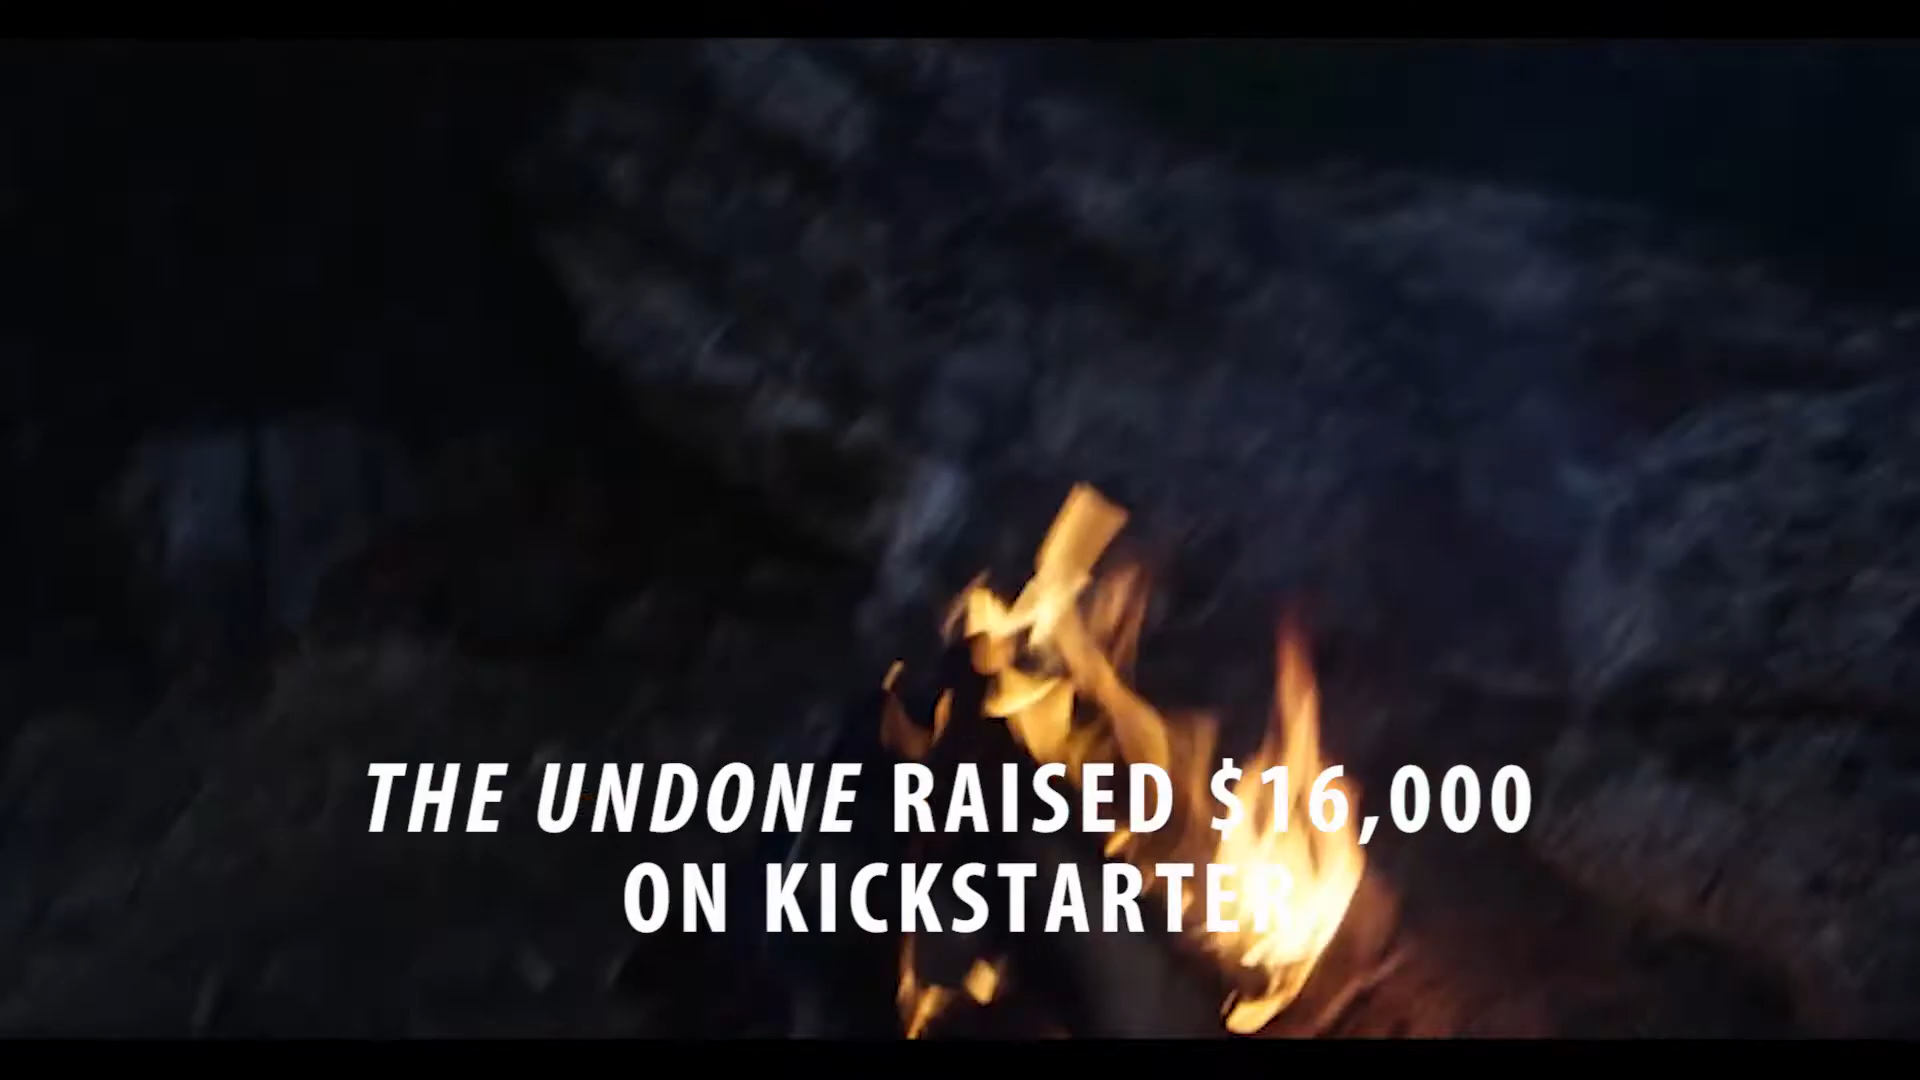 THE UNDONE RAISED $16,000
ON KICKSTARTER